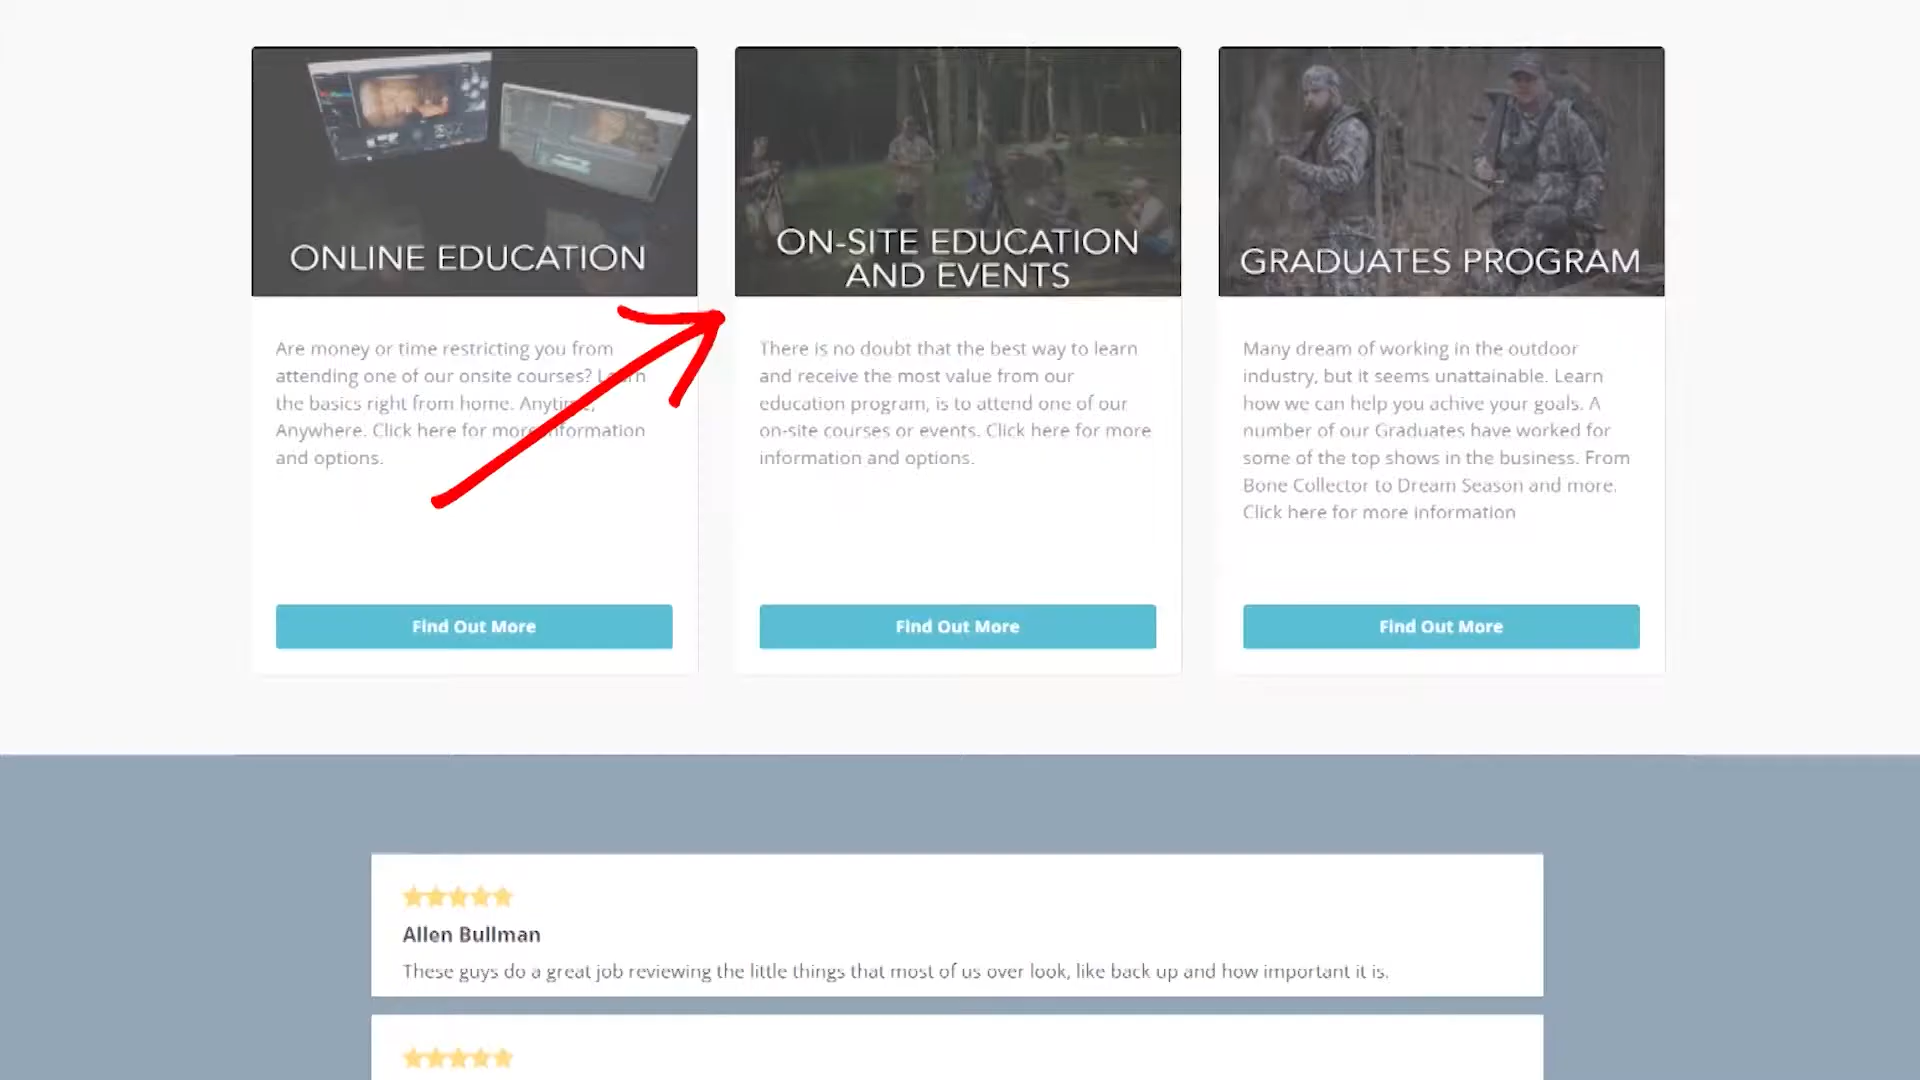 ONLINE EDUCATION
Are money or time restricting you from
attending one of our onsite courses? Learn
the basics right from home. Anytime,
Anywhere. Click here for more information
and options.
Find Out More
ON-SITE EDUCATION
AND EVENTS
There is no doubt that the best way to learn
and receive the most value from our
education program, is to attend one of our
on-site courses or events. Click here for more
information and options.
Find Out More
GRADUATES PROGRAM
Many dream of working in the outdoor
industry, but it seems unattainable. Learn
how we can help you achive your goals. A
number of our Graduates have worked for
some of the top shows in the business. From
Bone Collector to Dream Season and more.
Click here for more information
Find Out More
Allen Bullman
These guys do a great job reviewing the little things that most of us over look, like back up and how important it is.